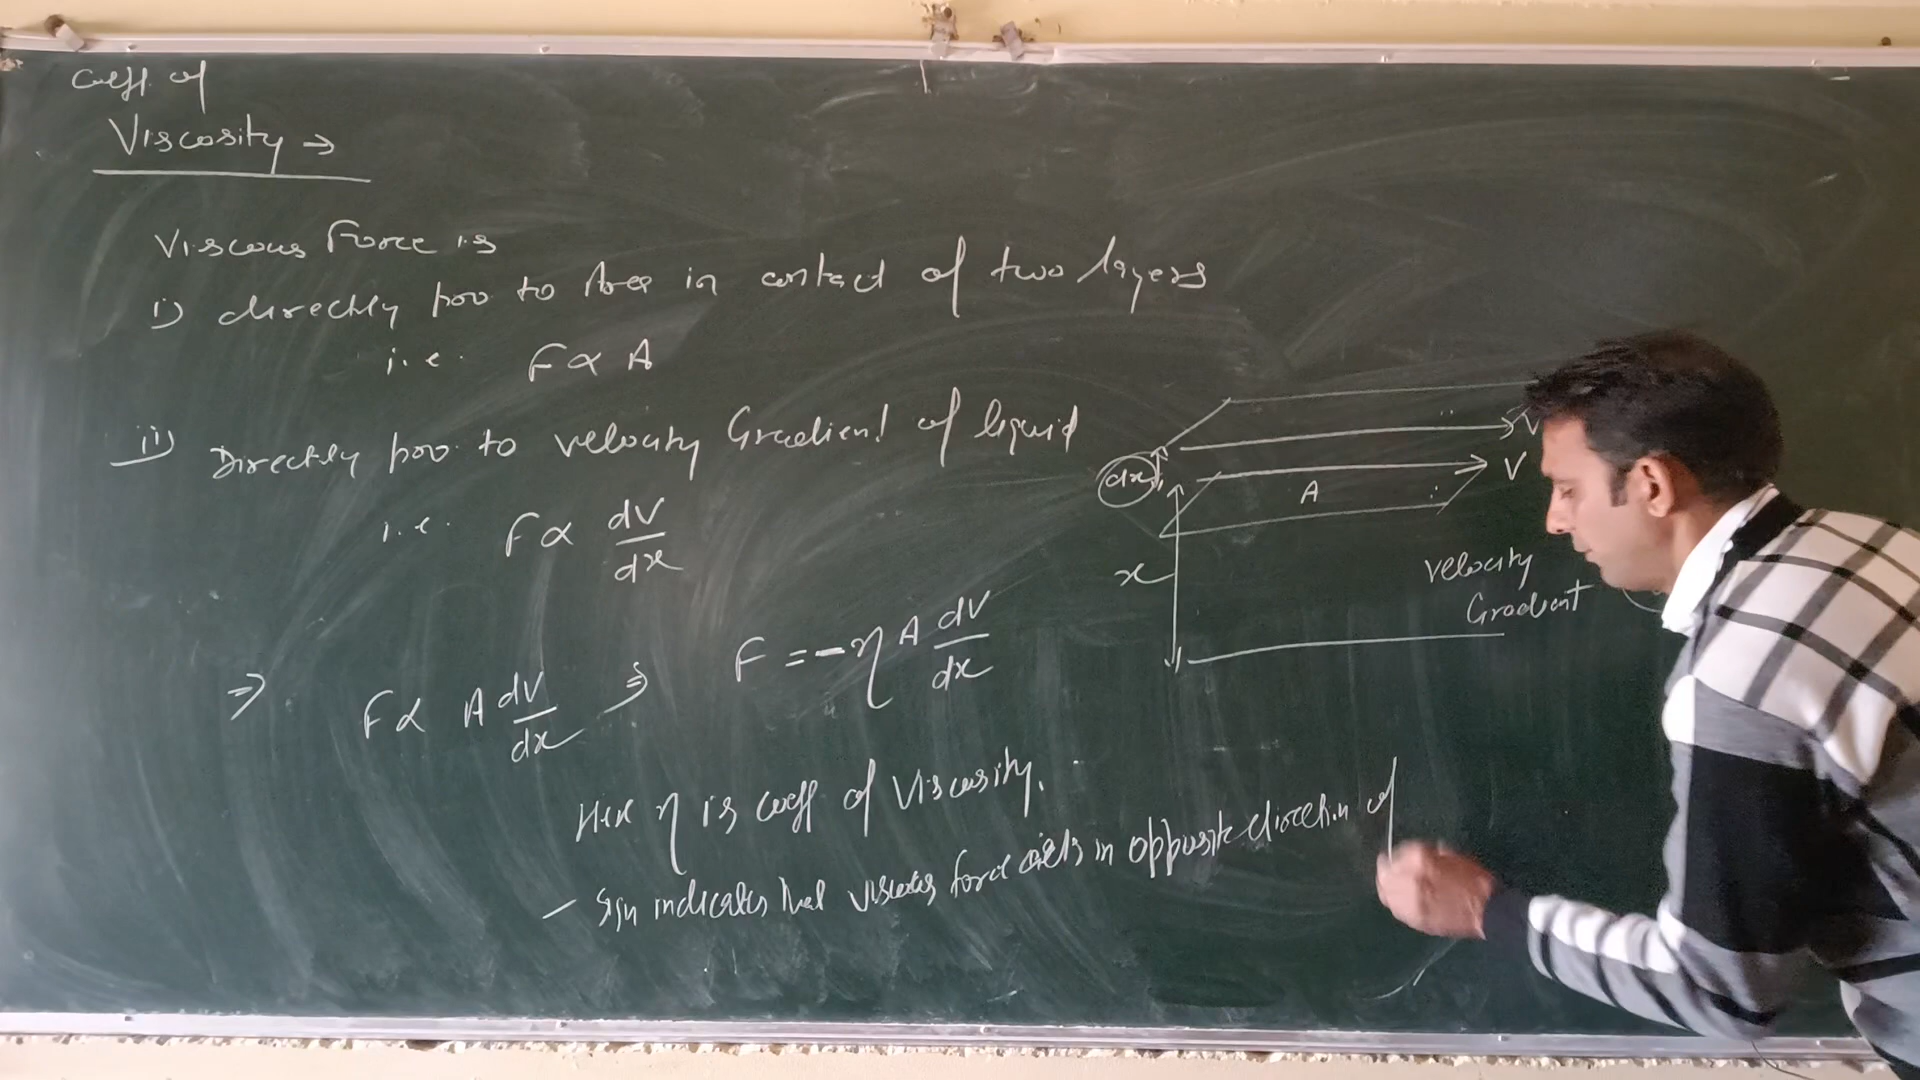 Coeff. of
Viscosity →
Viscous Force is
i) directly pro to Area in contact of two layers
i.e. F ∝ A
ii) Directly pro. to velocity Gradient of liquid
i.e. F ∝ dV/dx
⇒ F ∝ A dV/dx ⇒ F = -η A dV/dx
Here η is coeff of Viscosity.
- Sign indicates that viscous force acts in opposite direction of
V
dx
A
V
x
velocity
Gradient